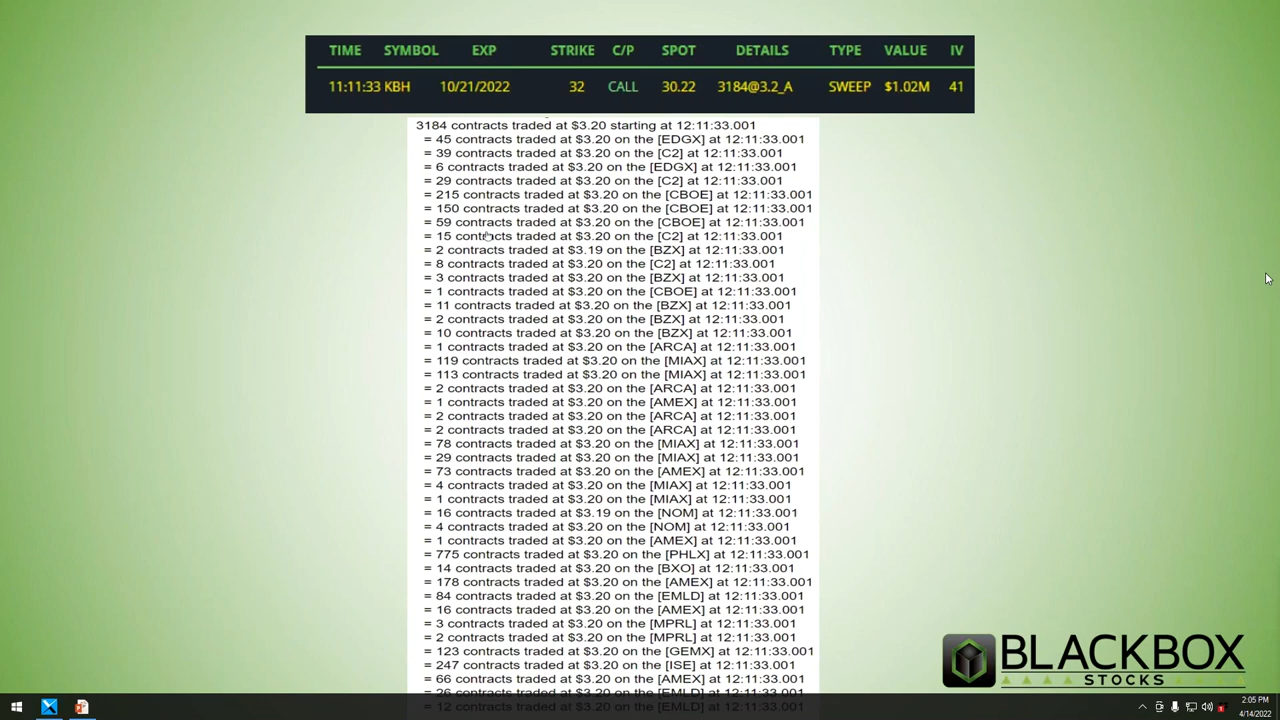 TIME SYMBOL EXP STRIKE C/P SPOT DETAILS TYPE VALUE IV
11:11:33 KBH 10/21/2022 32 CALL 30.22 3184@3.2_A SWEEP $1.02M 41
3184 contracts traded at $3.20 starting at 12:11:33.001
= 45 contracts traded at $3.20 on the [EDGX] at 12:11:33.001
= 39 contracts traded at $3.20 on the [C2] at 12:11:33.001
= 6 contracts traded at $3.20 on the [EDGX] at 12:11:33.001
= 29 contracts traded at $3.20 on the [C2] at 12:11:33.001
= 215 contracts traded at $3.20 on the [CBOE] at 12:11:33.001
= 150 contracts traded at $3.20 on the [CBOE] at 12:11:33.001
= 59 contracts traded at $3.20 on the [CBOE] at 12:11:33.001
= 15 contracts traded at $3.20 on the [C2] at 12:11:33.001
= 2 contracts traded at $3.19 on the [BZX] at 12:11:33.001
= 8 contracts traded at $3.20 on the [C2] at 12:11:33.001
= 3 contracts traded at $3.20 on the [BZX] at 12:11:33.001
= 1 contracts traded at $3.20 on the [CBOE] at 12:11:33.001
= 11 contracts traded at $3.20 on the [BZX] at 12:11:33.001
= 2 contracts traded at $3.20 on the [BZX] at 12:11:33.001
= 10 contracts traded at $3.20 on the [BZX] at 12:11:33.001
= 1 contracts traded at $3.20 on the [ARCA] at 12:11:33.001
= 119 contracts traded at $3.20 on the [MIAX] at 12:11:33.001
= 113 contracts traded at $3.20 on the [MIAX] at 12:11:33.001
= 2 contracts traded at $3.20 on the [ARCA] at 12:11:33.001
= 1 contracts traded at $3.20 on the [AMEX] at 12:11:33.001
= 2 contracts traded at $3.20 on the [ARCA] at 12:11:33.001
= 2 contracts traded at $3.20 on the [ARCA] at 12:11:33.001
= 78 contracts traded at $3.20 on the [MIAX] at 12:11:33.001
= 29 contracts traded at $3.20 on the [MIAX] at 12:11:33.001
= 73 contracts traded at $3.20 on the [AMEX] at 12:11:33.001
= 4 contracts traded at $3.20 on the [MIAX] at 12:11:33.001
= 1 contracts traded at $3.20 on the [MIAX] at 12:11:33.001
= 16 contracts traded at $3.19 on the [NOM] at 12:11:33.001
= 4 contracts traded at $3.20 on the [NOM] at 12:11:33.001
= 1 contracts traded at $3.20 on the [AMEX] at 12:11:33.001
= 775 contracts traded at $3.20 on the [PHLX] at 12:11:33.001
= 14 contracts traded at $3.20 on the [BXO] at 12:11:33.001
= 178 contracts traded at $3.20 on the [AMEX] at 12:11:33.001
= 84 contracts traded at $3.20 on the [EMLD] at 12:11:33.001
= 16 contracts traded at $3.20 on the [AMEX] at 12:11:33.001
= 3 contracts traded at $3.20 on the [MPRL] at 12:11:33.001
= 2 contracts traded at $3.20 on the [MPRL] at 12:11:33.001
= 123 contracts traded at $3.20 on the [GEMX] at 12:11:33.001
= 247 contracts traded at $3.20 on the [ISE] at 12:11:33.001
= 66 contracts traded at $3.20 on the [AMEX] at 12:11:33.001
= 26 contracts traded at $3.20 on the [EMLD] at 12:11:33.001
= 12 contracts traded at $3.20 on the [EMLD] at 12:11:33.001
BLACKBOX
STOCKS
2:05 PM
4/14/2022